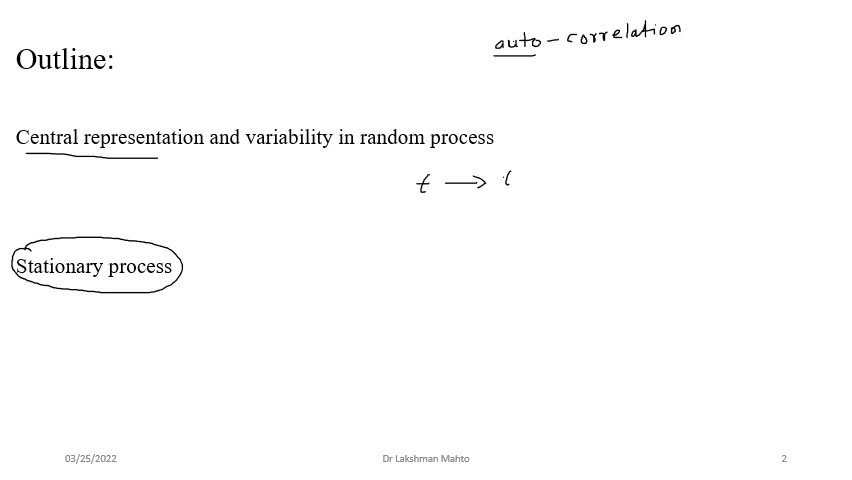 auto-correlation
Outline:
Central representation and variability in random process
t → (
Stationary process
03/25/2022 Dr Lakshman Mahto 2